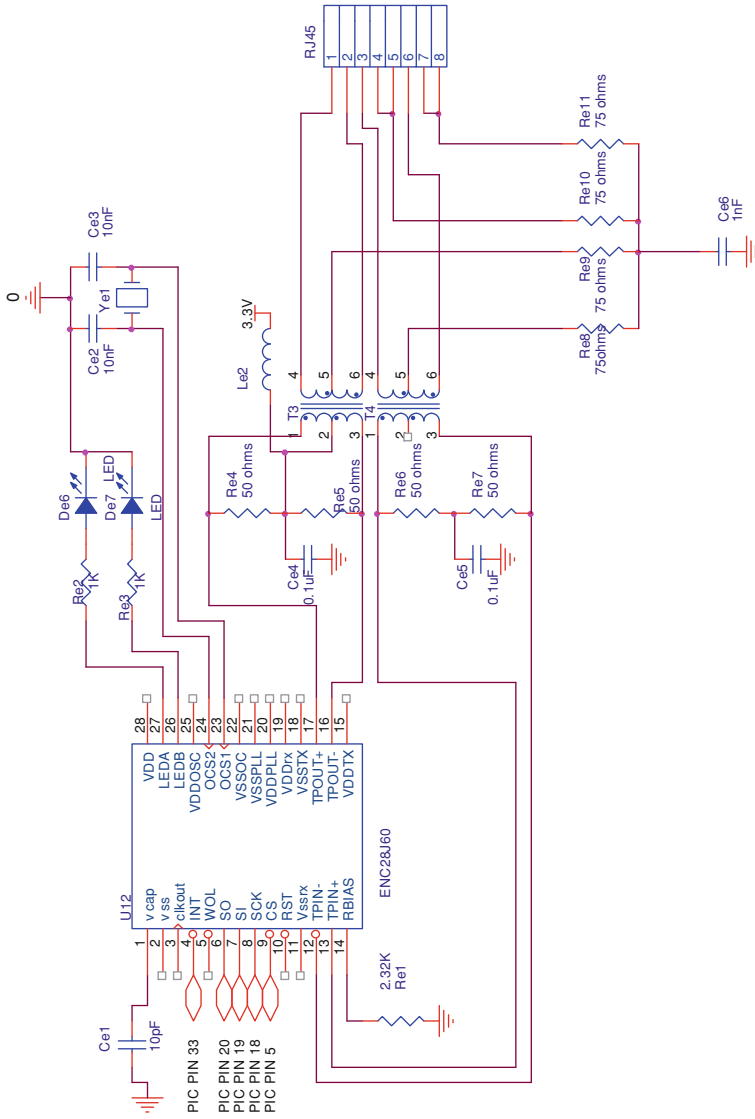 RJ45
1
2
3
4
5
6
7
8
Re11
75 ohms
Re10
75 ohms
Re9
75 ohms
Re8
75ohms
Ce6
1nF
0
Ce3
10nF
Ye1
Ce2
10nF
3.3V
Le2
T3
1
2
3
4
5
6
T4
1
2
3
4
5
6
Re4
50 ohms
Re5
50 ohms
Re6
50 ohms
Re7
50 ohms
Ce4
0.1uF
Ce5
0.1uF
De6
LED
De7
LED
Re2
1K
Re3
1K
U12
ENC28J60
1 vcap
2 vss
3 clkout
4 INT
5 WOL
6 SO
7 SI
8 SCK
9 CS
10 RST
11 Vssrx
12 TPIN-
13 TPIN+
14 RBIAS
28 VDD
27 LEDA
26 LEDB
25 VDDOSC
24 OCS2
23 OCS1
22 VSSOC
21 VSSPLL
20 VDDPLL
19 VDDrx
18 VSSTX
17 TPOUT+
16 TPOUT-
15 VDDTX
Ce1
10pF
PIC PIN 33
PIC PIN 20
PIC PIN 19
PIC PIN 18
PIC PIN 5
2.32K
Re1